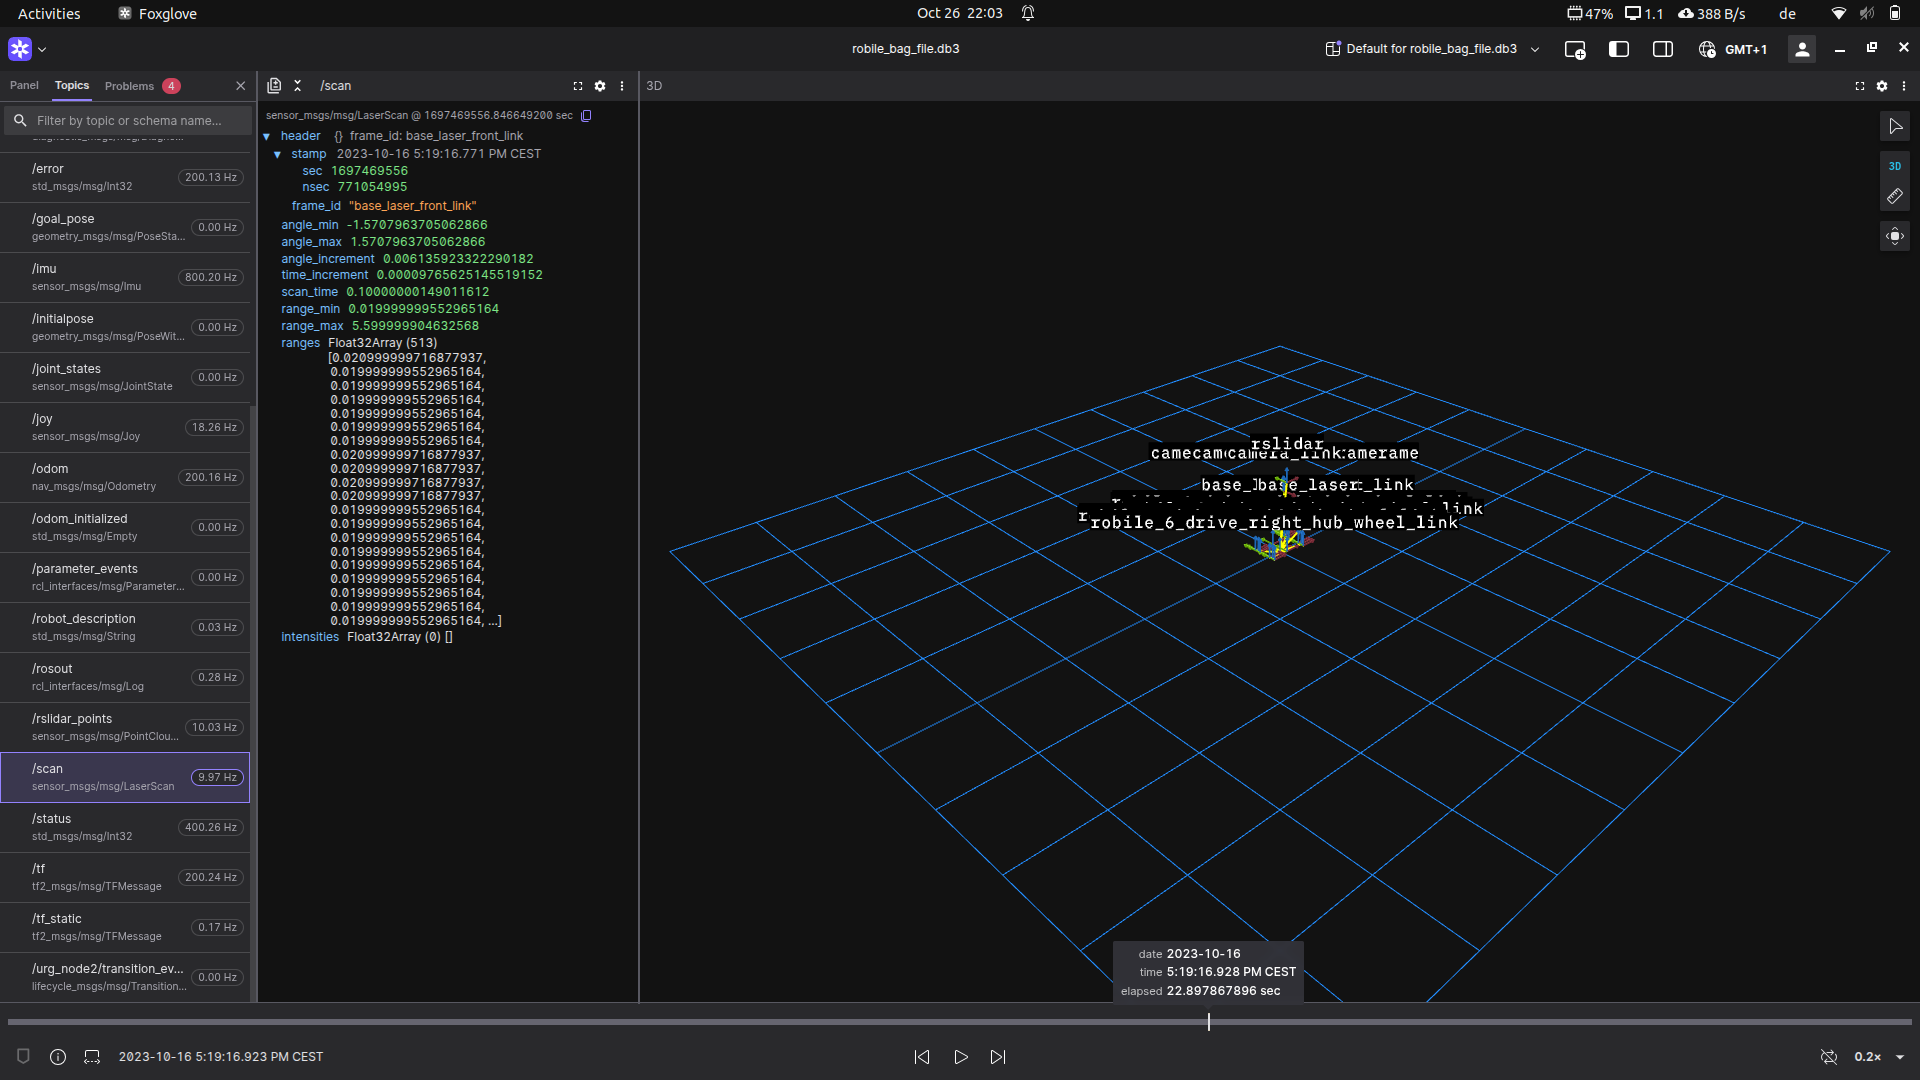 Activities
Foxglove
Oct 26 22:03
47%
1.1
388 B/s
de
robile_bag_file.db3
Default for robile_bag_file.db3
GMT+1
Panel
Topics
Problems
4
/scan
3D
Filter by topic or schema name...
/error
std_msgs/msg/Int32
200.13 Hz
/goal_pose
geometry_msgs/msg/PoseSta...
0.00 Hz
/imu
sensor_msgs/msg/Imu
800.20 Hz
/initialpose
geometry_msgs/msg/PoseWit...
0.00 Hz
/joint_states
sensor_msgs/msg/JointState
0.00 Hz
/joy
sensor_msgs/msg/Joy
18.26 Hz
/odom
nav_msgs/msg/Odometry
200.16 Hz
/odom_initialized
std_msgs/msg/Empty
0.00 Hz
/parameter_events
rcl_interfaces/msg/Parameter...
0.00 Hz
/robot_description
std_msgs/msg/String
0.03 Hz
/rosout
rcl_interfaces/msg/Log
0.28 Hz
/rslidar_points
sensor_msgs/msg/PointClou...
10.03 Hz
/scan
sensor_msgs/msg/LaserScan
9.97 Hz
/status
std_msgs/msg/Int32
400.26 Hz
/tf
tf2_msgs/msg/TFMessage
200.24 Hz
/tf_static
tf2_msgs/msg/TFMessage
0.17 Hz
/urg_node2/transition_ev...
lifecycle_msgs/msg/Transition...
0.00 Hz
sensor_msgs/msg/LaserScan @ 1697469556.846649200 sec
header {} frame_id: base_laser_front_link
stamp 2023-10-16 5:19:16.771 PM CEST
sec 1697469556
nsec 771054995
frame_id "base_laser_front_link"
angle_min -1.5707963705062866
angle_max 1.5707963705062866
angle_increment 0.006135923322290182
time_increment 0.00009765625145519152
scan_time 0.10000000149011612
range_min 0.019999999552965164
range_max 5.599999904632568
ranges Float32Array (513)
[0.020999999716877937,
0.019999999552965164,
0.019999999552965164,
0.019999999552965164,
0.019999999552965164,
0.019999999552965164,
0.019999999552965164,
0.020999999716877937,
0.020999999716877937,
0.020999999716877937,
0.020999999716877937,
0.019999999552965164,
0.019999999552965164,
0.019999999552965164,
0.019999999552965164,
0.019999999552965164,
0.019999999552965164,
0.019999999552965164,
0.019999999552965164,
0.019999999552965164, ...]
intensities Float32Array (0) []
3D
rslidar
robile_6_drive_right_hub_wheel_link
date 2023-10-16
time 5:19:16.928 PM CEST
elapsed 22.897867896 sec
2023-10-16 5:19:16.923 PM CEST
0.2×